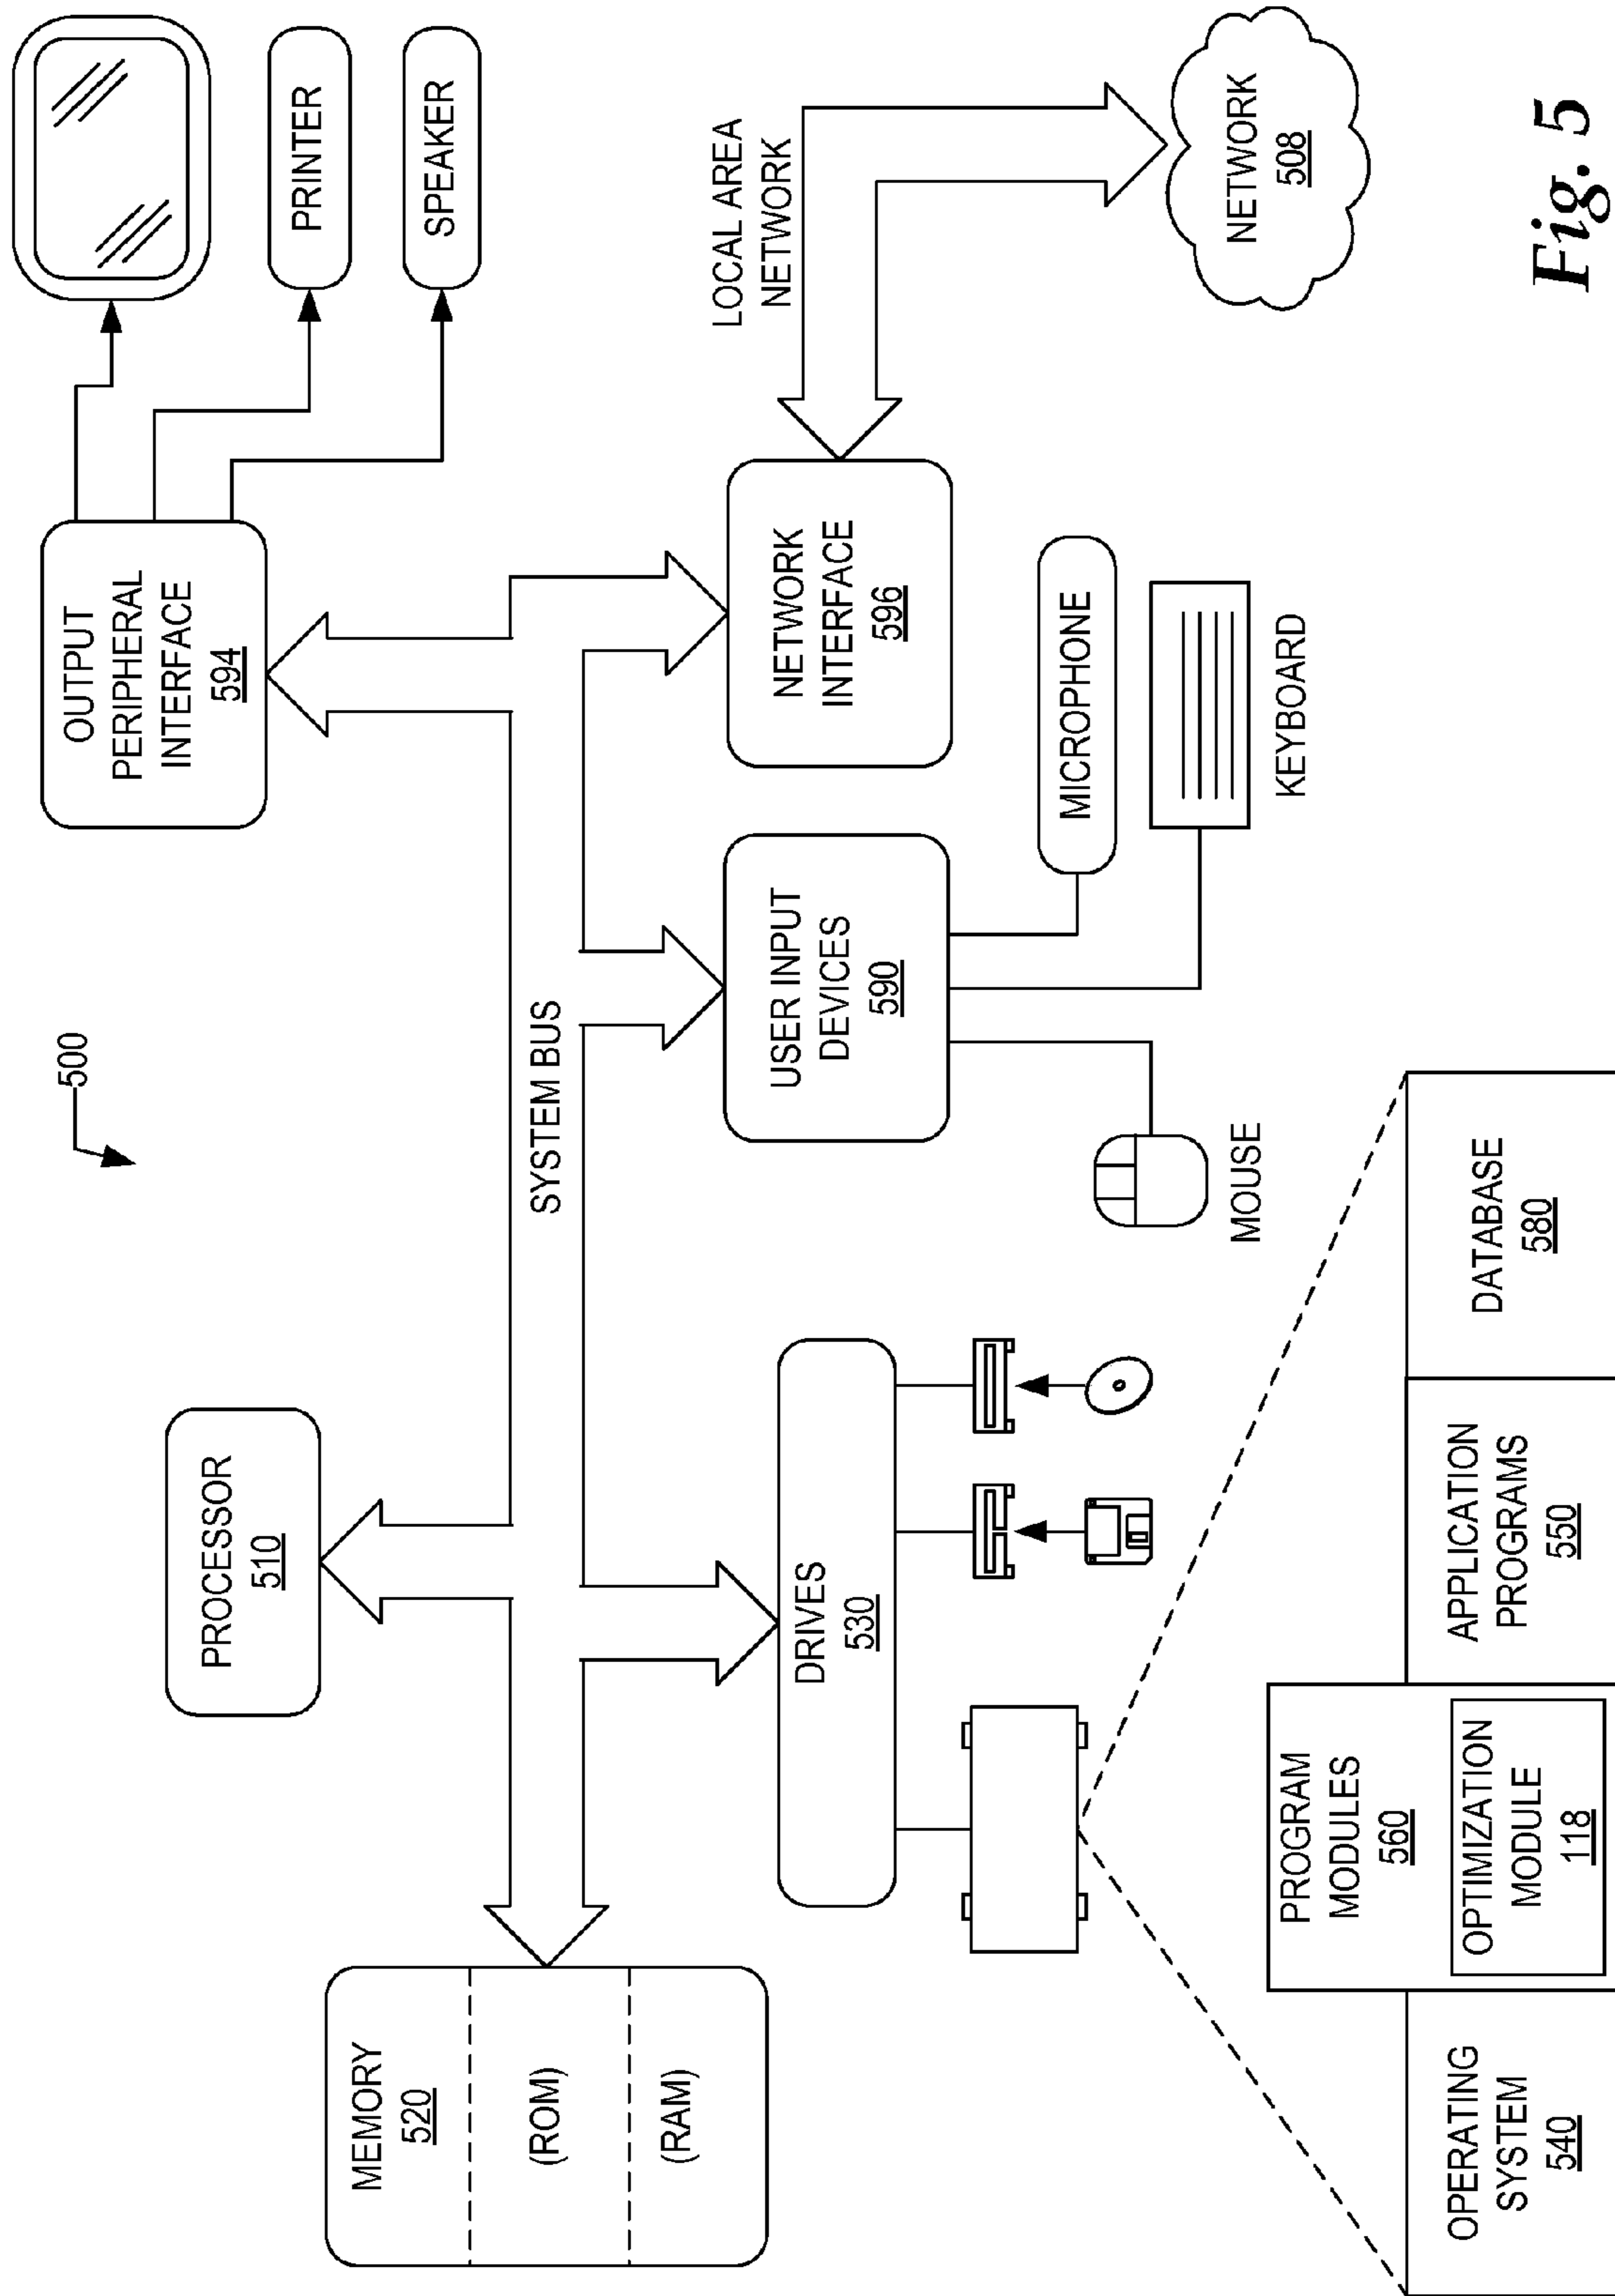 500
PROCESSOR
510
OUTPUT
PERIPHERAL
INTERFACE
594
PRINTER
SPEAKER
MEMORY
520
(ROM)
(RAM)
SYSTEM BUS
DRIVES
530
USER INPUT
DEVICES
590
NETWORK
INTERFACE
596
LOCAL AREA
NETWORK
MOUSE
MICROPHONE
KEYBOARD
NETWORK
508
OPERATING
SYSTEM
540
PROGRAM
MODULES
560
OPTIMIZATION
MODULE
118
APPLICATION
PROGRAMS
550
DATABASE
580
Fig. 5